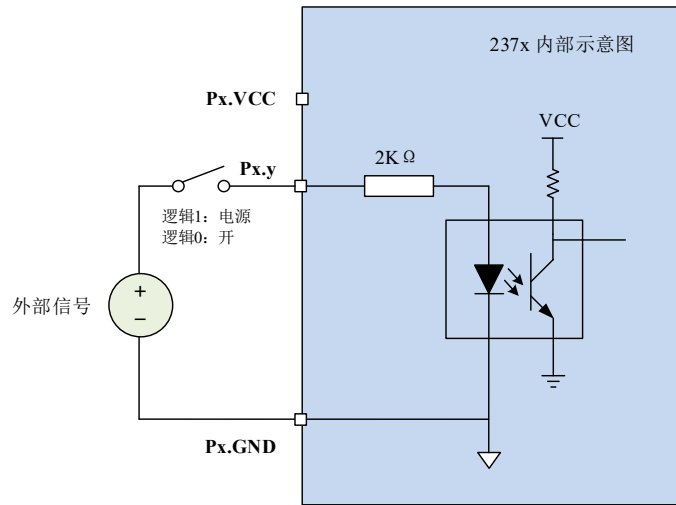 237x 内部示意图
Px.VCC
VCC
Px.y
2K Ω
逻辑1：电源
逻辑0：开
外部信号
+
−
Px.GND